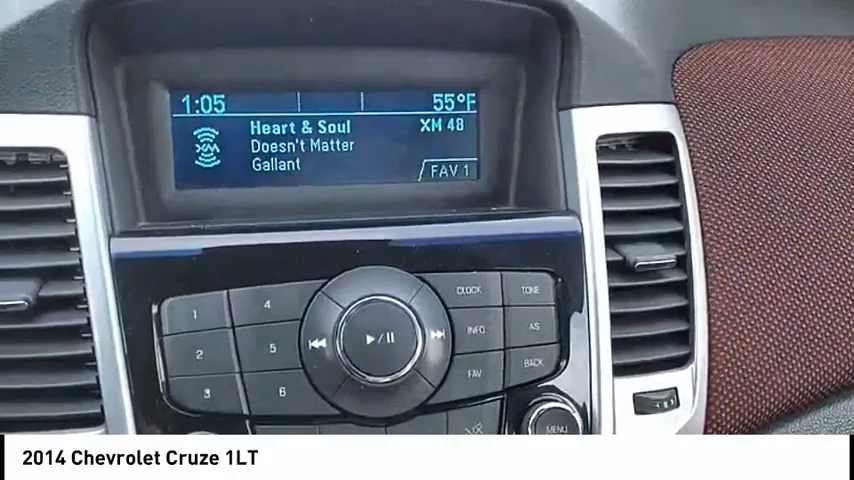 1:05 55°F
Heart & Soul XM 48
Doesn't Matter
XM
Gallant
FAV 1
1 4 CLOCK TONE
2 5 INFO AS
3 6 FAV BACK
MENU
2014 Chevrolet Cruze 1LT